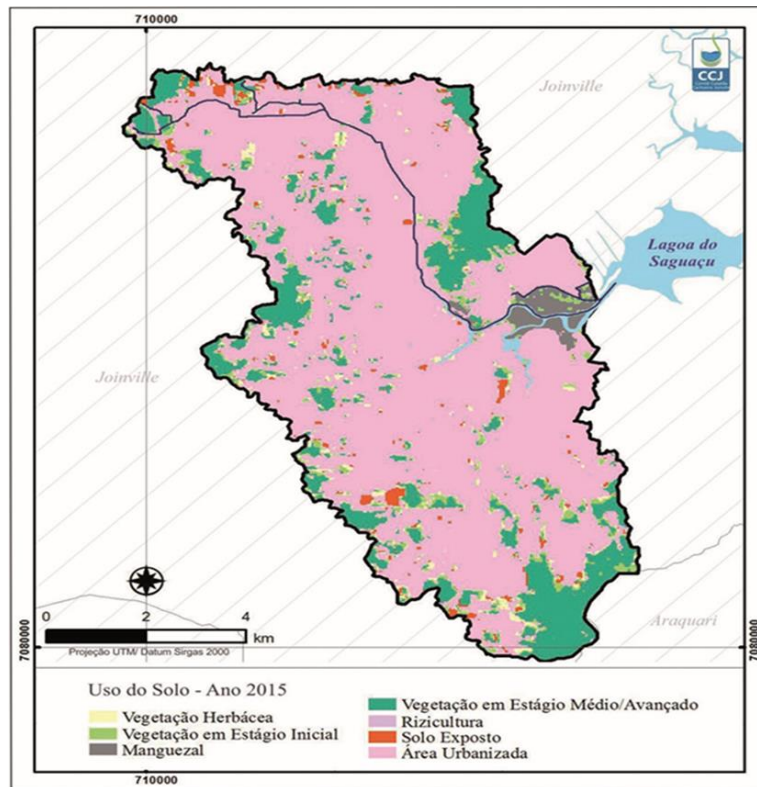 710000
CCJ
Joinville
Lagoa do
Saguaçu
Joinville
0 2 4
km
Projeção UTM/ Datum Sirgas 2000
Araquari
7080000
7080000
Uso do Solo - Ano 2015
Vegetação Herbácea
Vegetação em Estágio Inicial
Manguezal
Vegetação em Estágio Médio/Avançado
Rizicultura
Solo Exposto
Área Urbanizada
710000